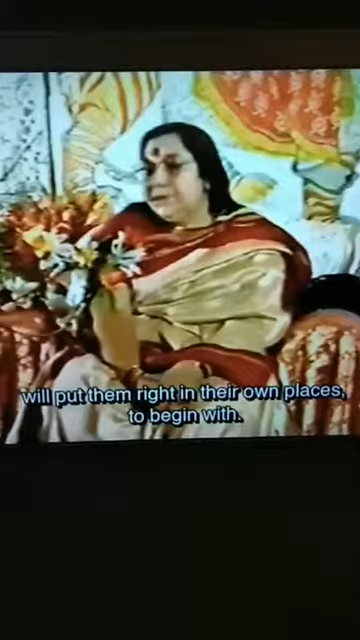 will put them right in their own places,
to begin with.